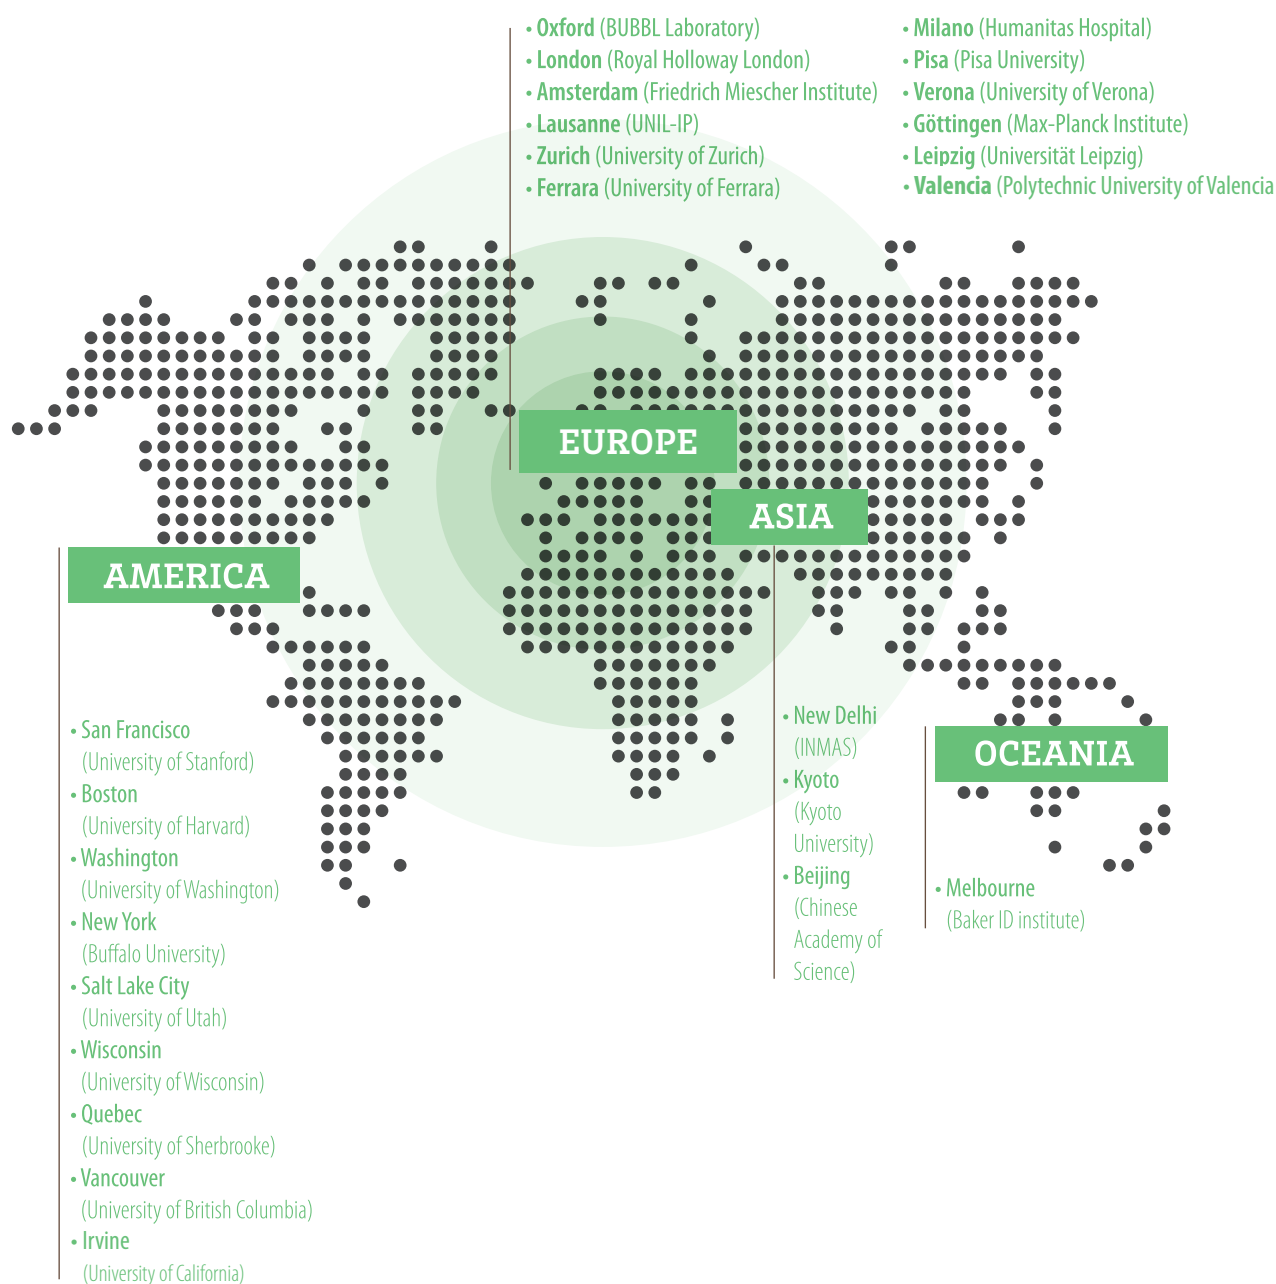 • Oxford (BUBBL Laboratory)
• London (Royal Holloway London)
• Amsterdam (Friedrich Miescher Institute)
• Lausanne (UNIL-IP)
• Zurich (University of Zurich)
• Ferrara (University of Ferrara)
• Milano (Humanitas Hospital)
• Pisa (Pisa University)
• Verona (University of Verona)
• Göttingen (Max-Planck Institute)
• Leipzig (Universität Leipzig)
• Valencia (Polytechnic University of Valencia
EUROPE
ASIA
AMERICA
OCEANIA
• San Francisco
(University of Stanford)
• Boston
(University of Harvard)
• Washington
(University of Washington)
• New York
(Buffalo University)
• Salt Lake City
(University of Utah)
• Wisconsin
(University of Wisconsin)
• Quebec
(University of Sherbrooke)
• Vancouver
(University of British Columbia)
• Irvine
(University of California)
• New Delhi
(INMAS)
• Kyoto
(Kyoto
University)
• Beijing
(Chinese
Academy of
Science)
• Melbourne
(Baker ID institute)